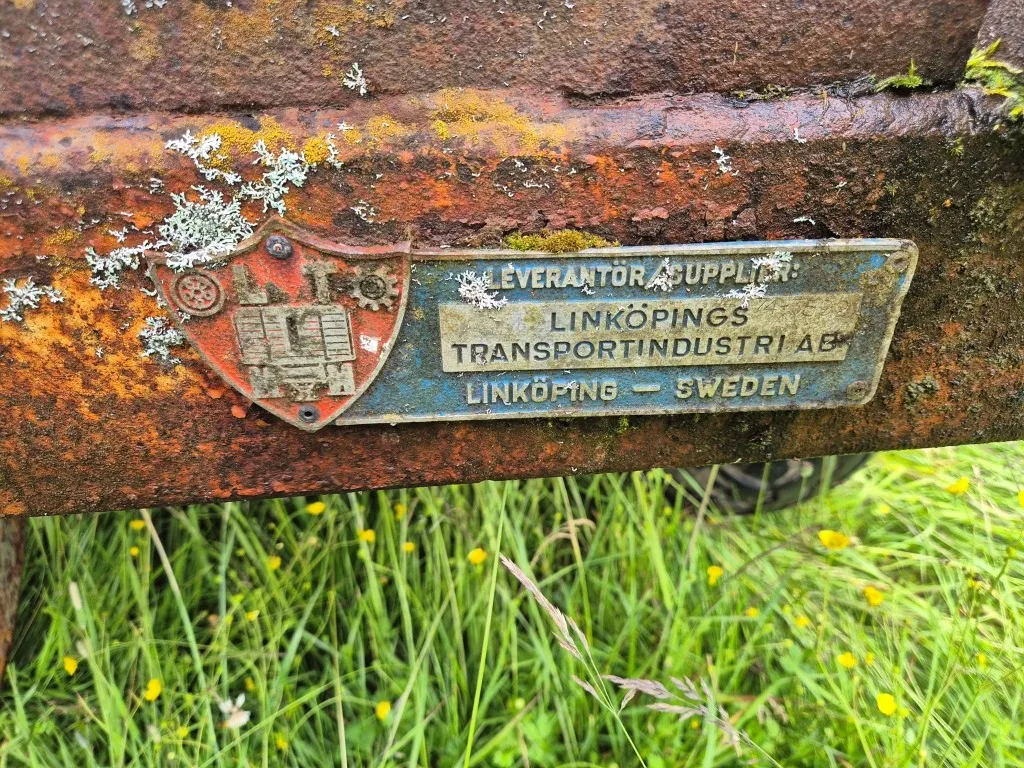 L T
LEVERANTÖR/SUPPLIER:
LINKÖPINGS
TRANSPORTINDUSTRI AB
LINKÖPING — SWEDEN